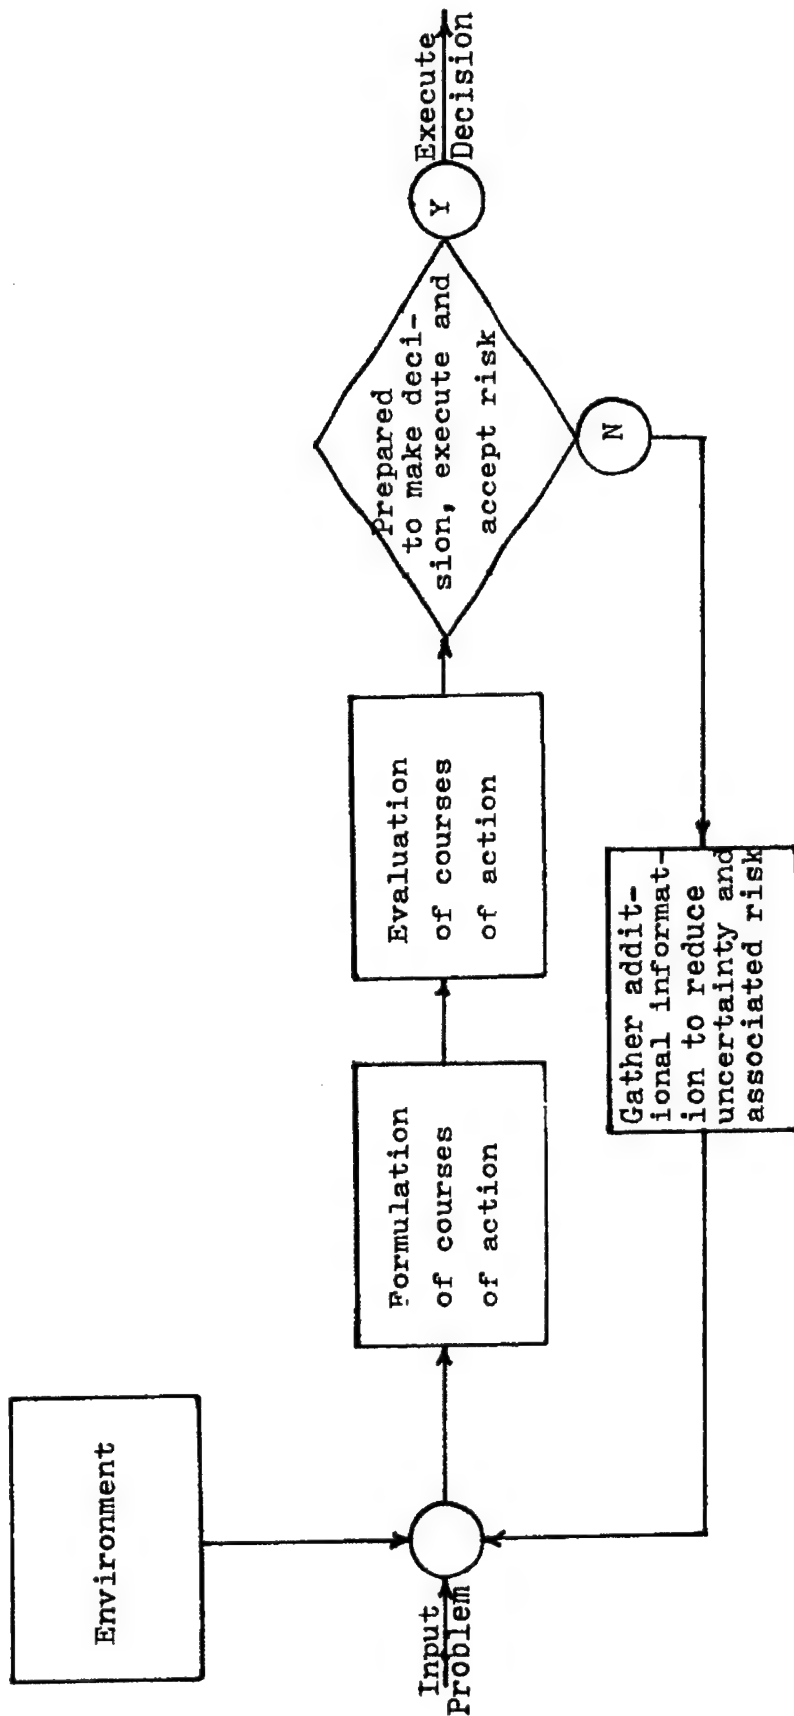 Environment
Input
Problem
Formulation
of courses
of action
Evaluation
of courses
of action
Prepared
to make deci-
sion, execute and
accept risk
Y
Execute
Decision
N
Gather addit-
ional informat-
ion to reduce
uncertainty and
associated risk